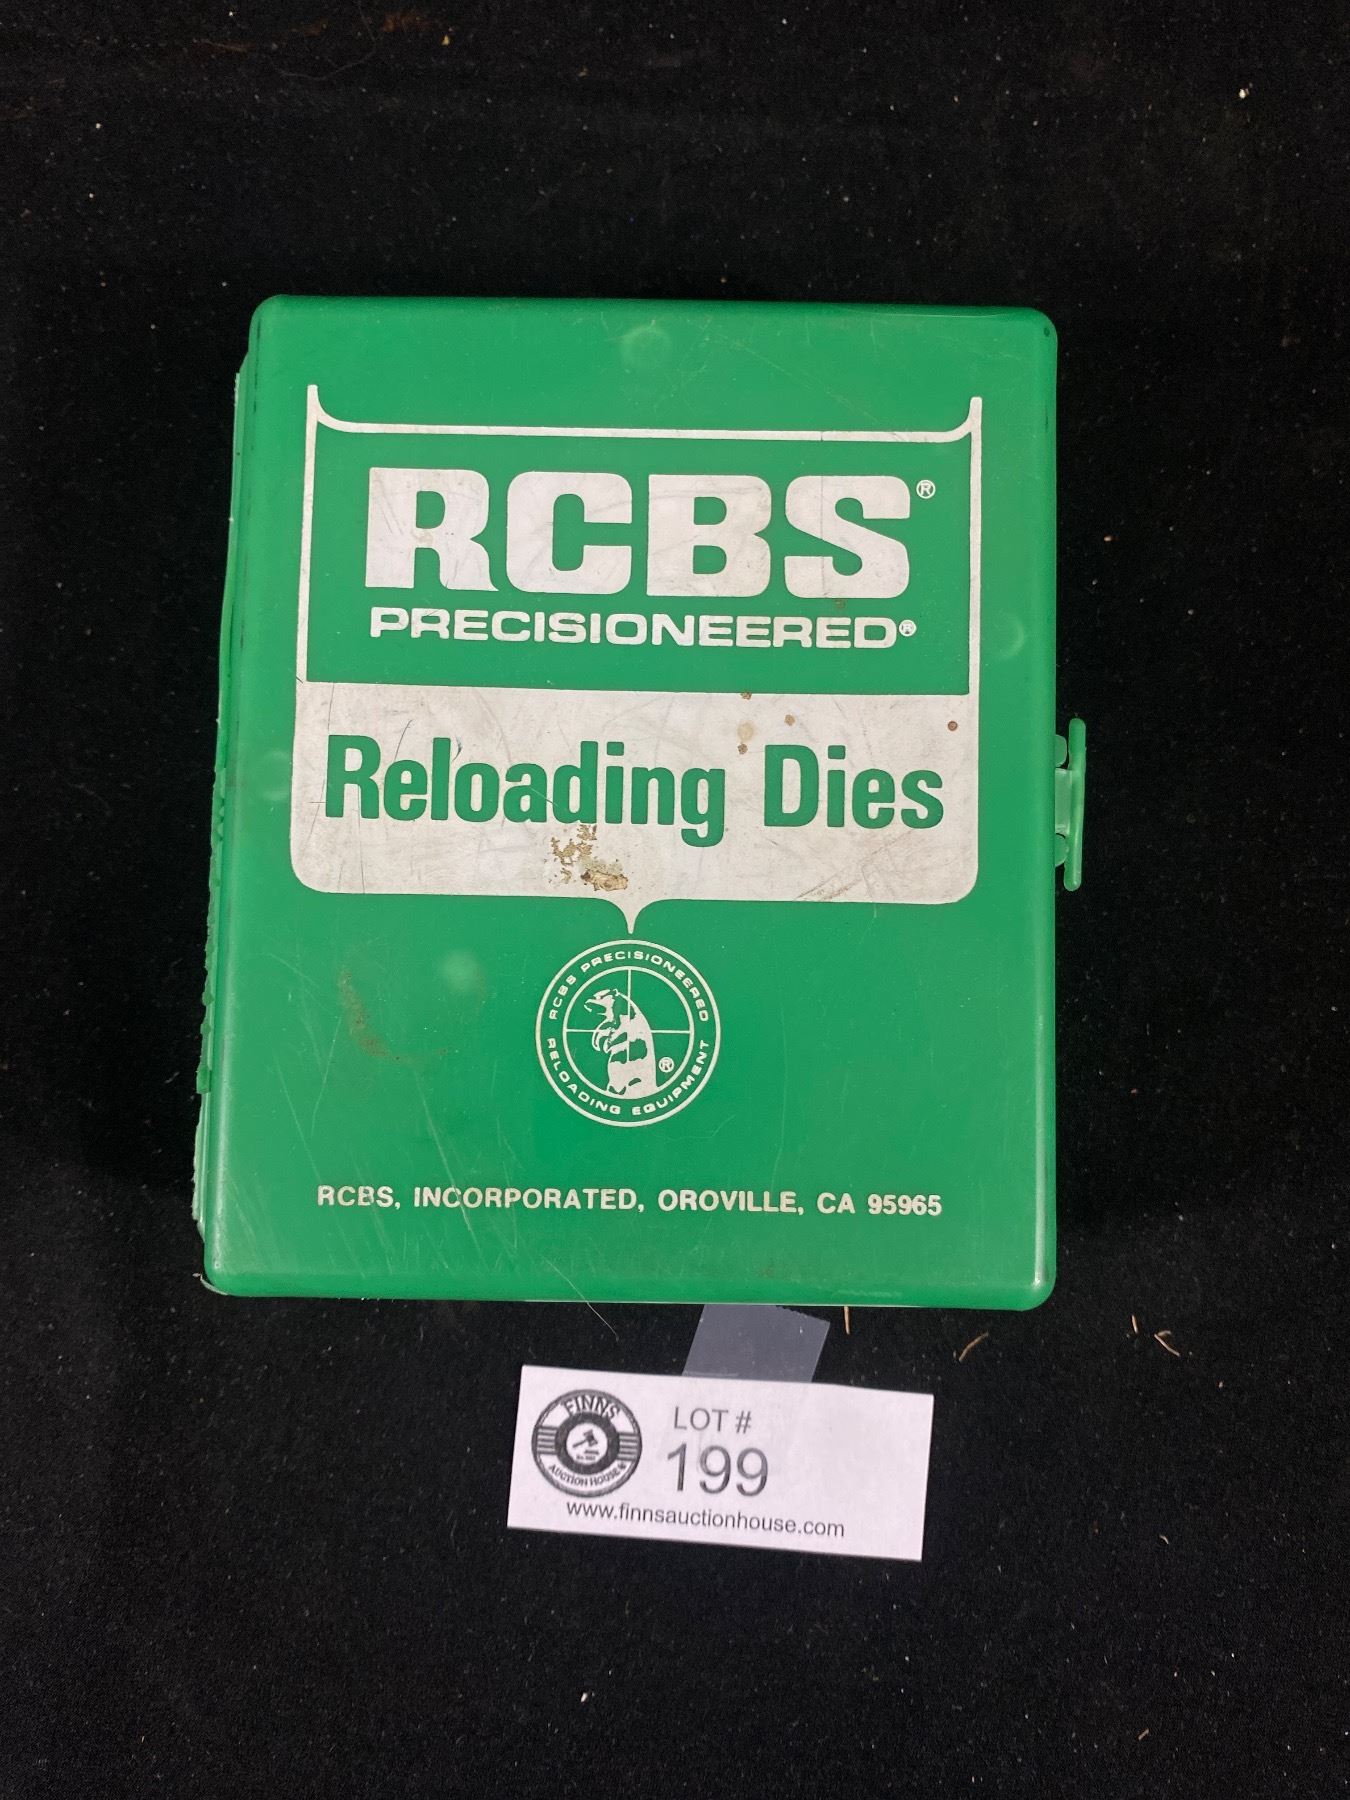 RCBS®
PRECISIONEERED®
Reloading Dies
RCBS PRECISIONEERED
RELOADING EQUIPMENT
®
RCBS, INCORPORATED, OROVILLE, CA 95965
FINNS
AUCTION HOUSE
LOT #
199
www.finnsauctionhouse.com